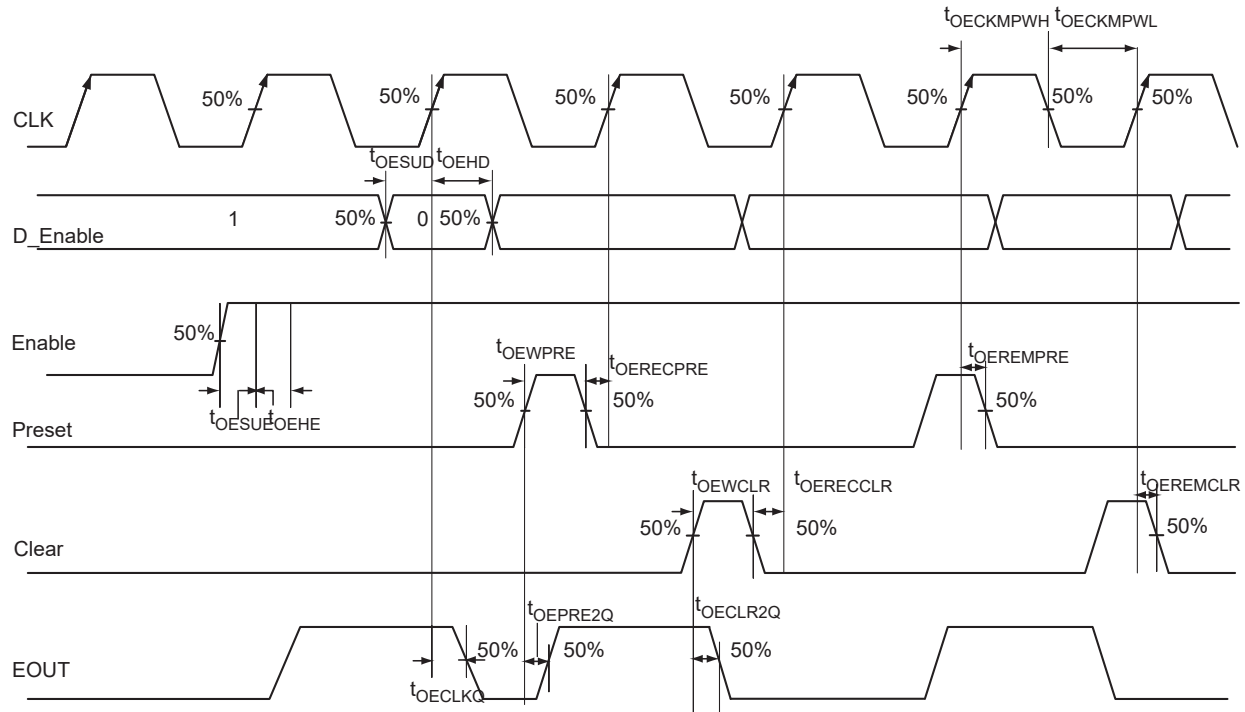 tOECKMPWH tOECKMPWL
50% 50% 50% 50% 50% 50% 50%
CLK
tOESUD tOEHD
1 50% 0 50%
D_Enable
50%
Enable
tOEWPRE tOERECPRE tOEREMPRE
50% 50% 50%
tOESUE tOEHE
Preset
tOEWCLR tOERECCLR tOEREMCLR
50% 50% 50%
Clear
tOEPRE2Q tOECLR2Q
50% 50% 50%
EOUT
tOECLKQ